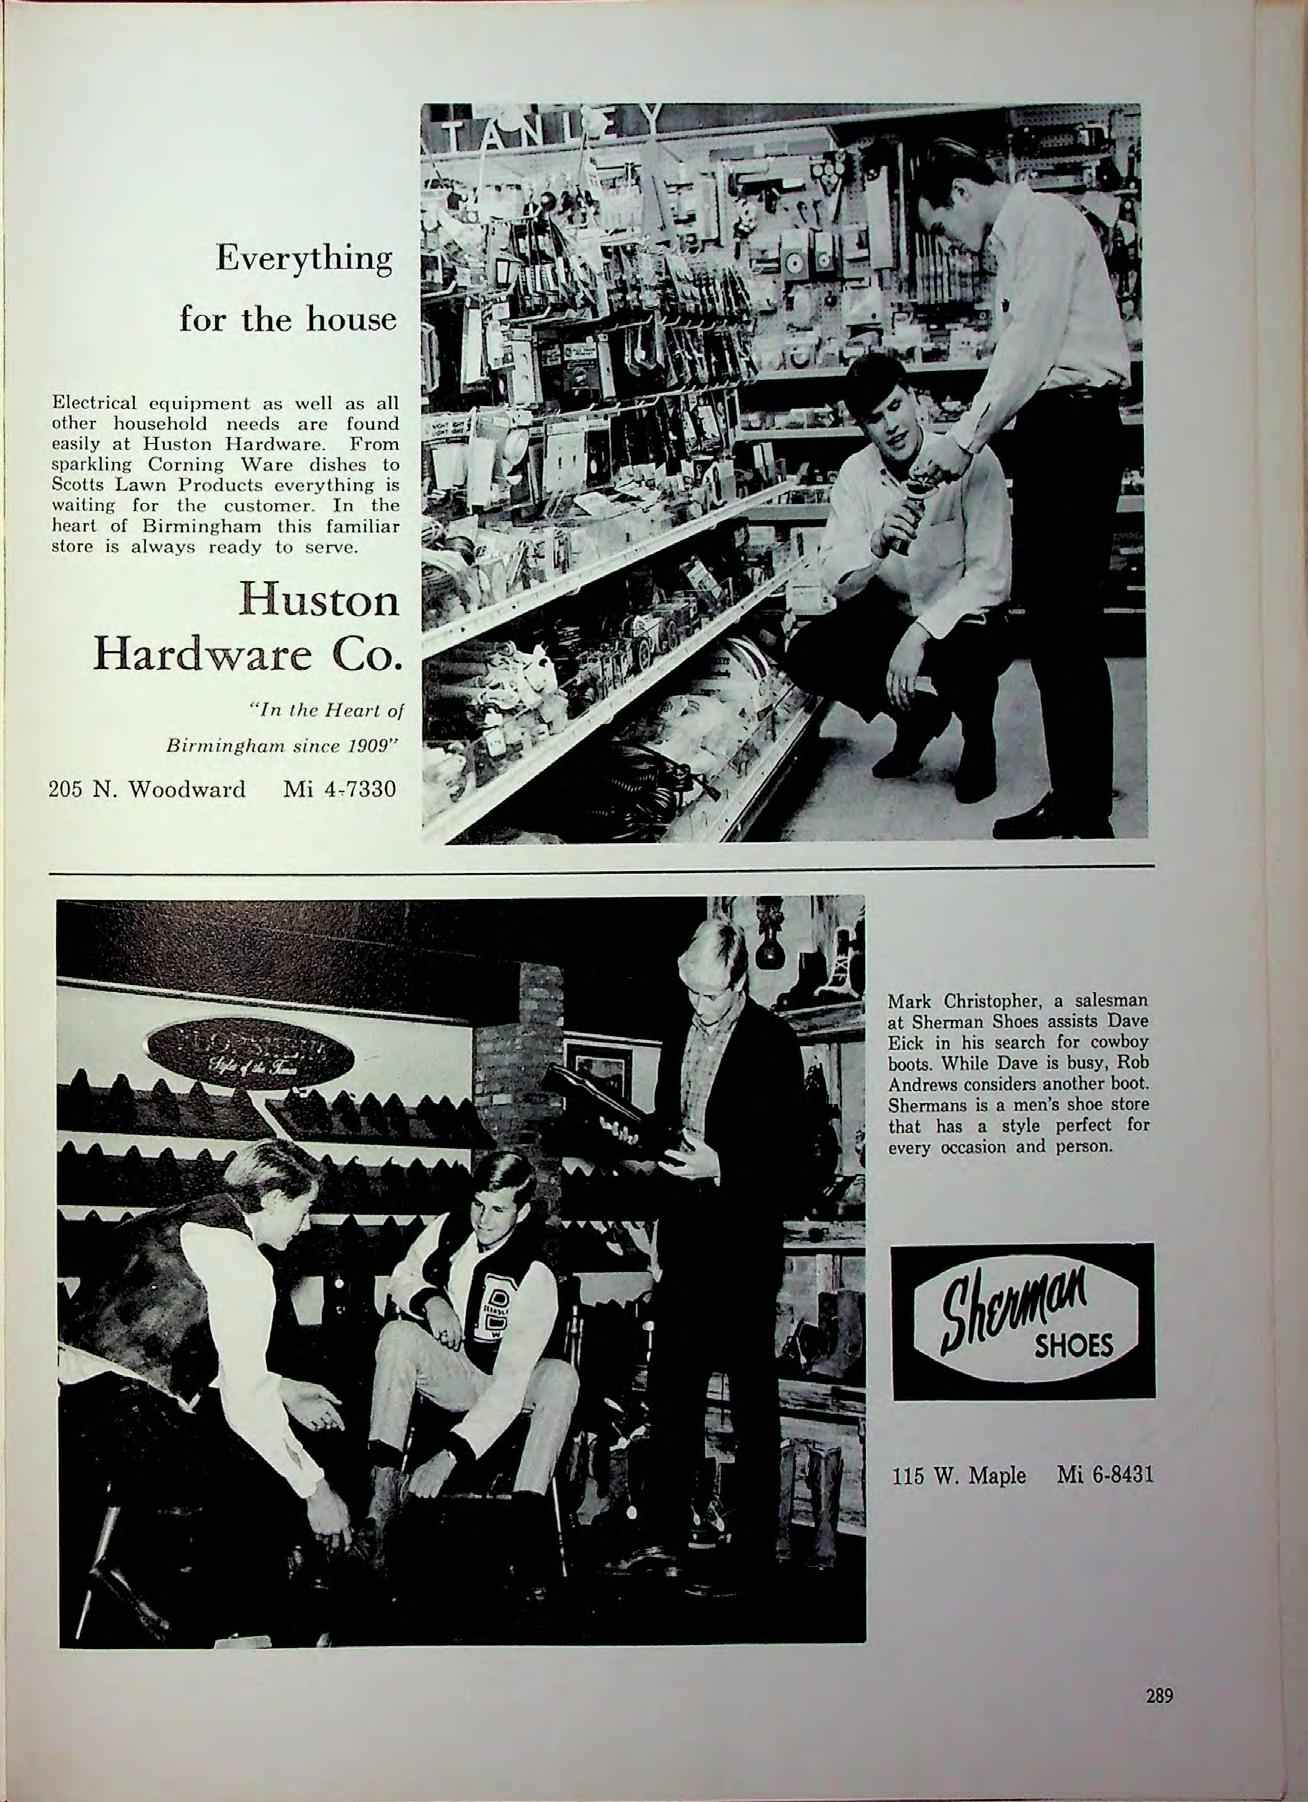 TANLEY
Everything
for the house
Electrical equipment as well as all
other household needs are found
easily at Huston Hardware. From
sparkling Corning Ware dishes to
Scotts Lawn Products everything is
waiting for the customer. In the
heart of Birmingham this familiar
store is always ready to serve.
Huston
Hardware Co.
"In the Heart of
Birmingham since 1909"
205 N. Woodward Mi 4-7330
Styles of the Times
Mark Christopher, a salesman
at Sherman Shoes assists Dave
Eick in his search for cowboy
boots. While Dave is busy, Rob
Andrews considers another boot.
Shermans is a men's shoe store
that has a style perfect for
every occasion and person.
Sherman
SHOES
115 W. Maple Mi 6-8431
289